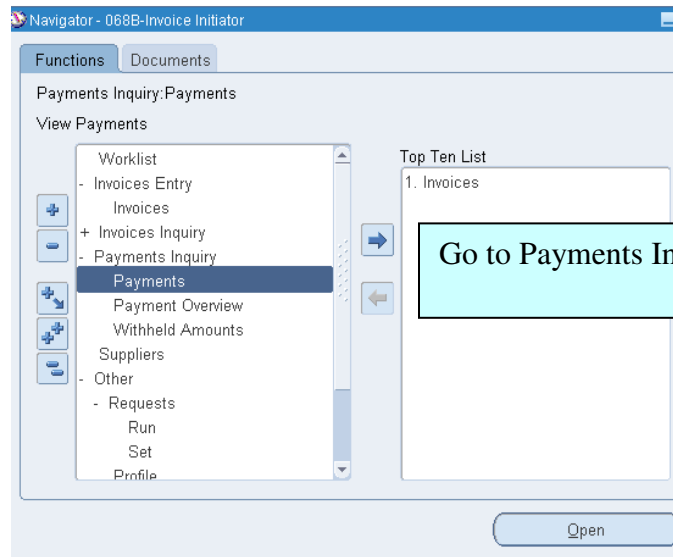 Navigator - 068B-Invoice Initiator
Functions Documents
Payments Inquiry:Payments
View Payments
Worklist
- Invoices Entry
Invoices
+ Invoices Inquiry
- Payments Inquiry
Payments
Payment Overview
Withheld Amounts
Suppliers
- Other
- Requests
Run
Set
Profile
Top Ten List
1. Invoices
Go to Payments In
Open